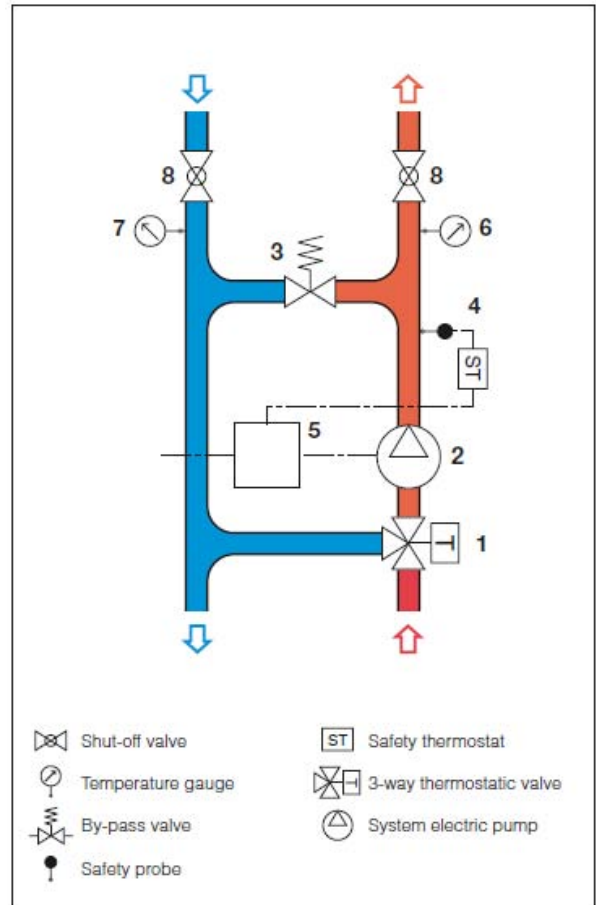 8
8
7
3
6
4
ST
5
2
T
1
Shut-off valve
ST Safety thermostat
Temperature gauge
T 3-way thermostatic valve
By-pass valve
System electric pump
Safety probe